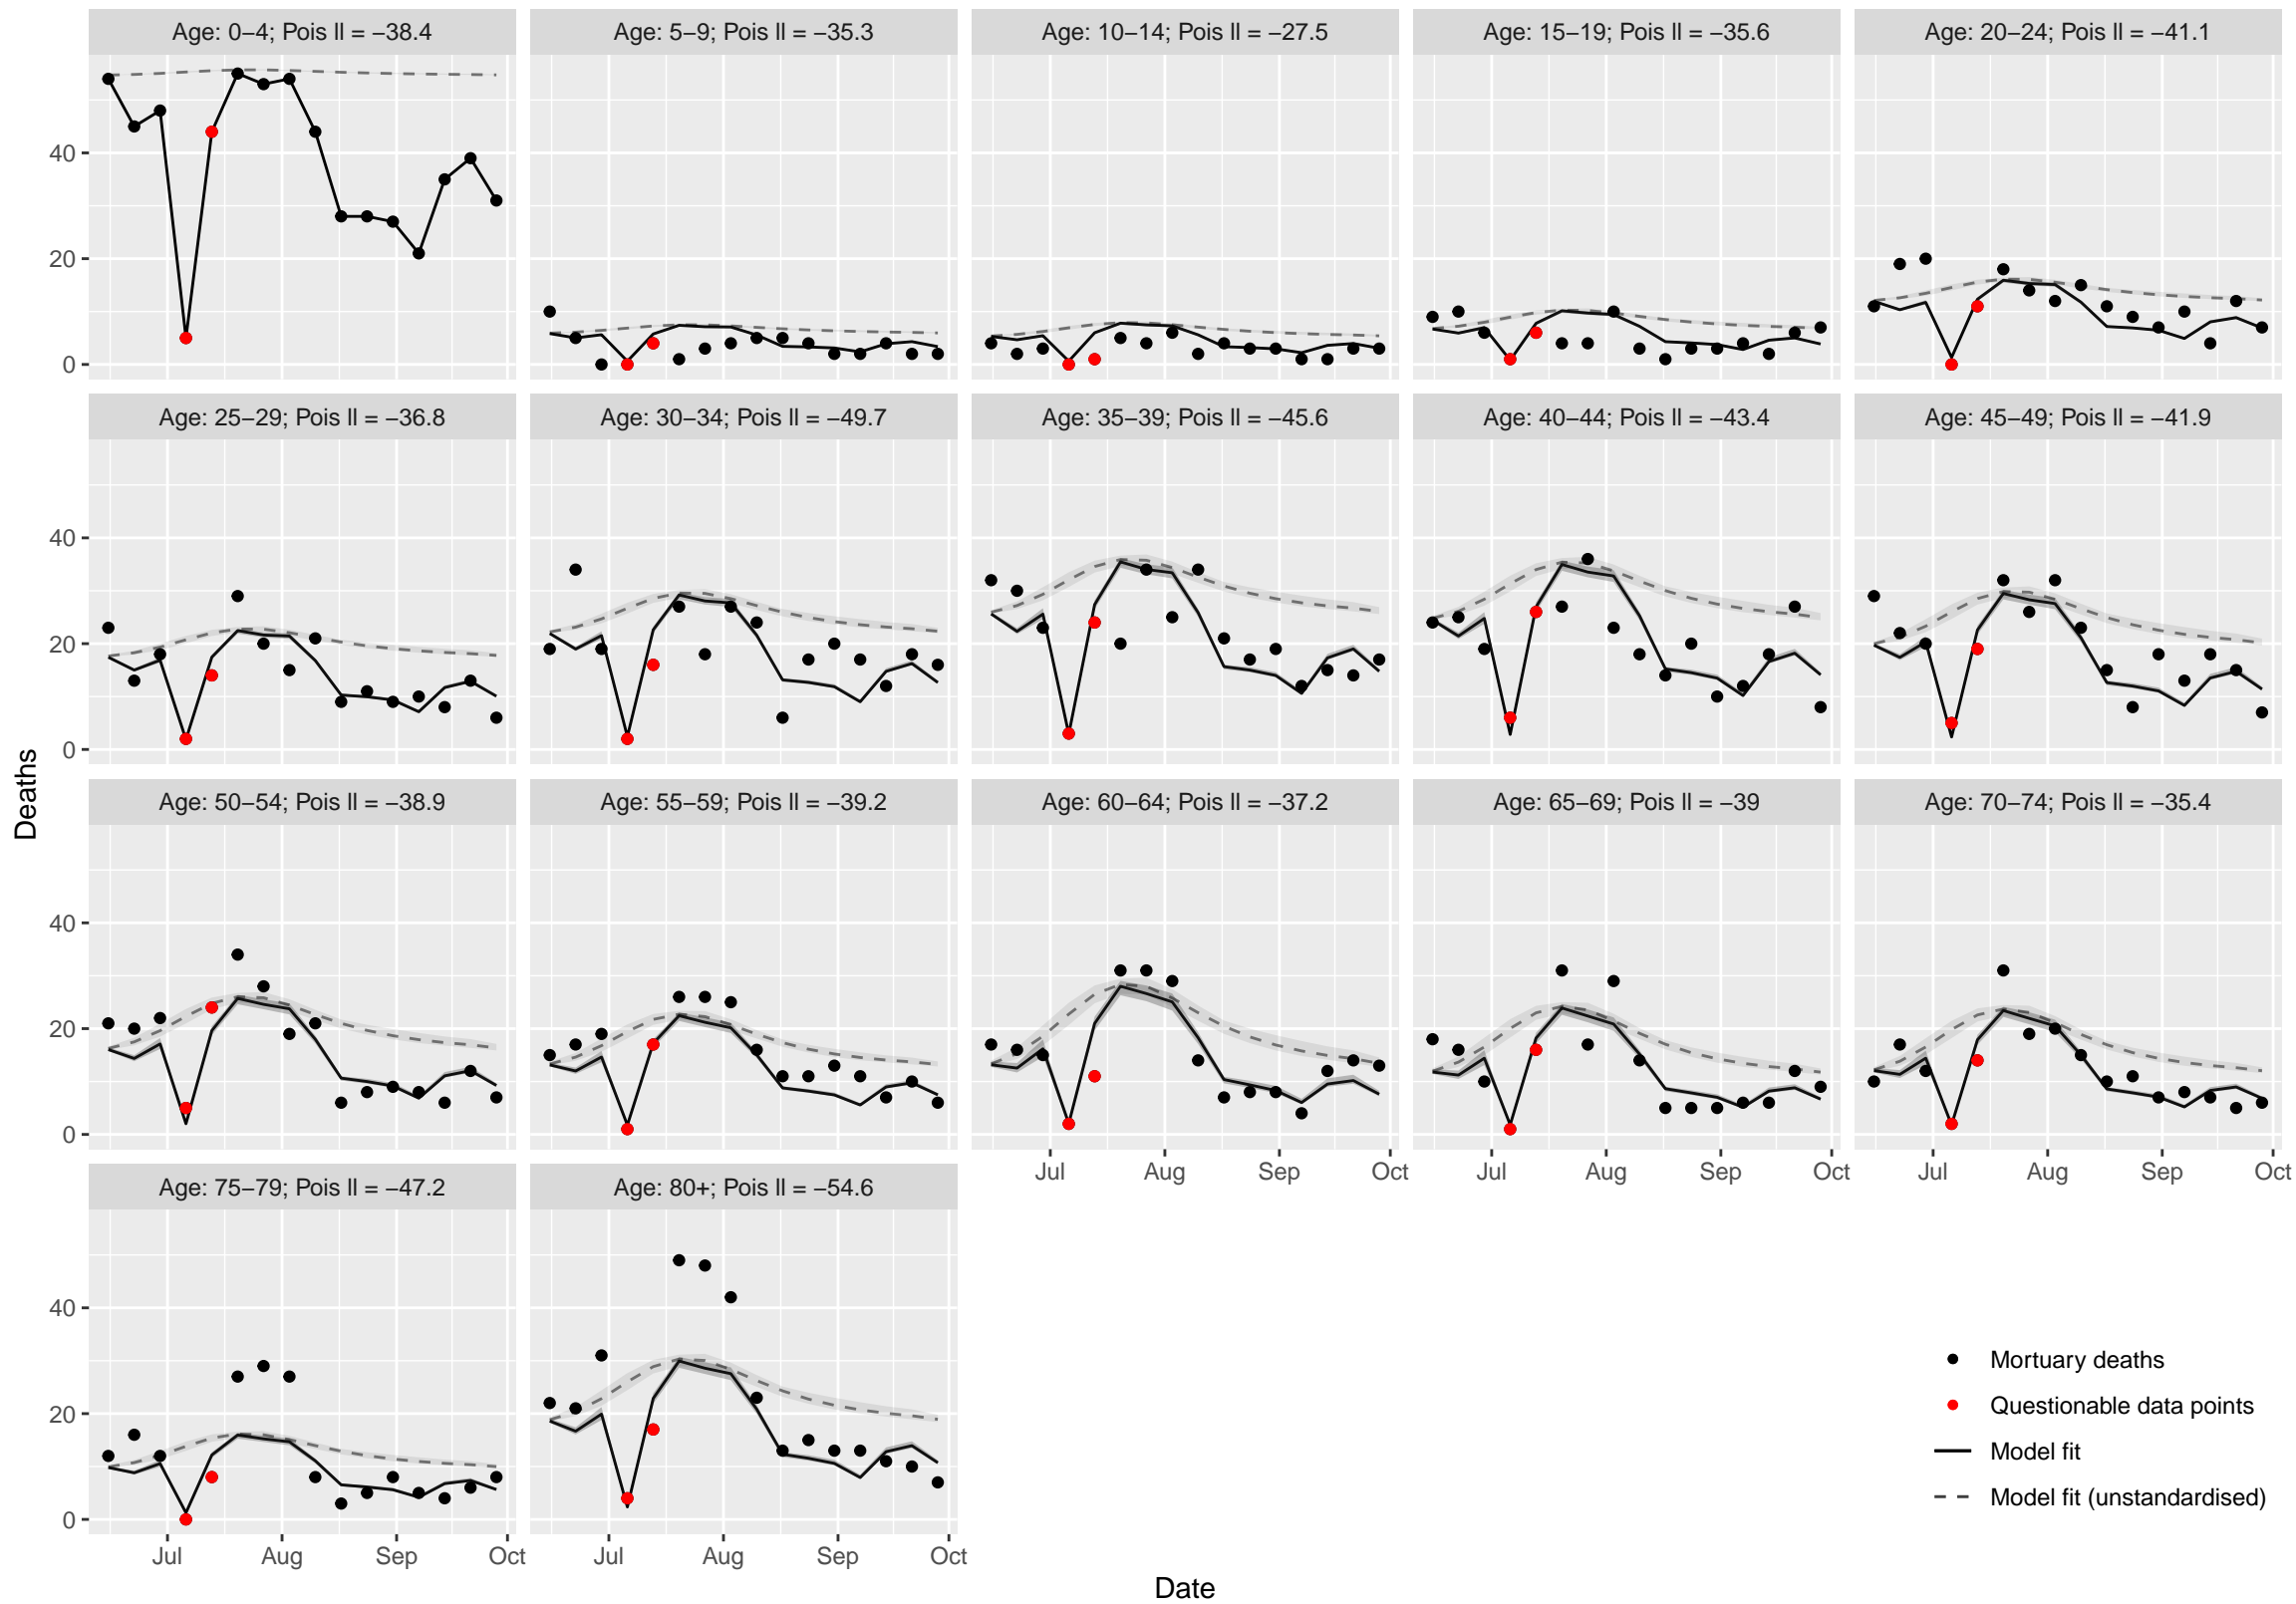 Age: 0−4; Pois ll = −38.4
Age: 5−9; Pois ll = −35.3
Age: 10−14; Pois ll = −27.5
Age: 15−19; Pois ll = −35.6
Age: 20−24; Pois ll = −41.1
40
20
0
Age: 25−29; Pois ll = −36.8
Age: 30−34; Pois ll = −49.7
Age: 35−39; Pois ll = −45.6
Age: 40−44; Pois ll = −43.4
Age: 45−49; Pois ll = −41.9
40
20
0
Deaths
Age: 50−54; Pois ll = −38.9
Age: 55−59; Pois ll = −39.2
Age: 60−64; Pois ll = −37.2
Age: 65−69; Pois ll = −39
Age: 70−74; Pois ll = −35.4
40
20
0
Jul Aug Sep Oct
Jul Aug Sep Oct
Jul Aug Sep Oct
Age: 75−79; Pois ll = −47.2
Age: 80+; Pois ll = −54.6
40
20
0
Jul Aug Sep Oct
Jul Aug Sep Oct
Mortuary deaths
Questionable data points
Model fit
Model fit (unstandardised)
Date